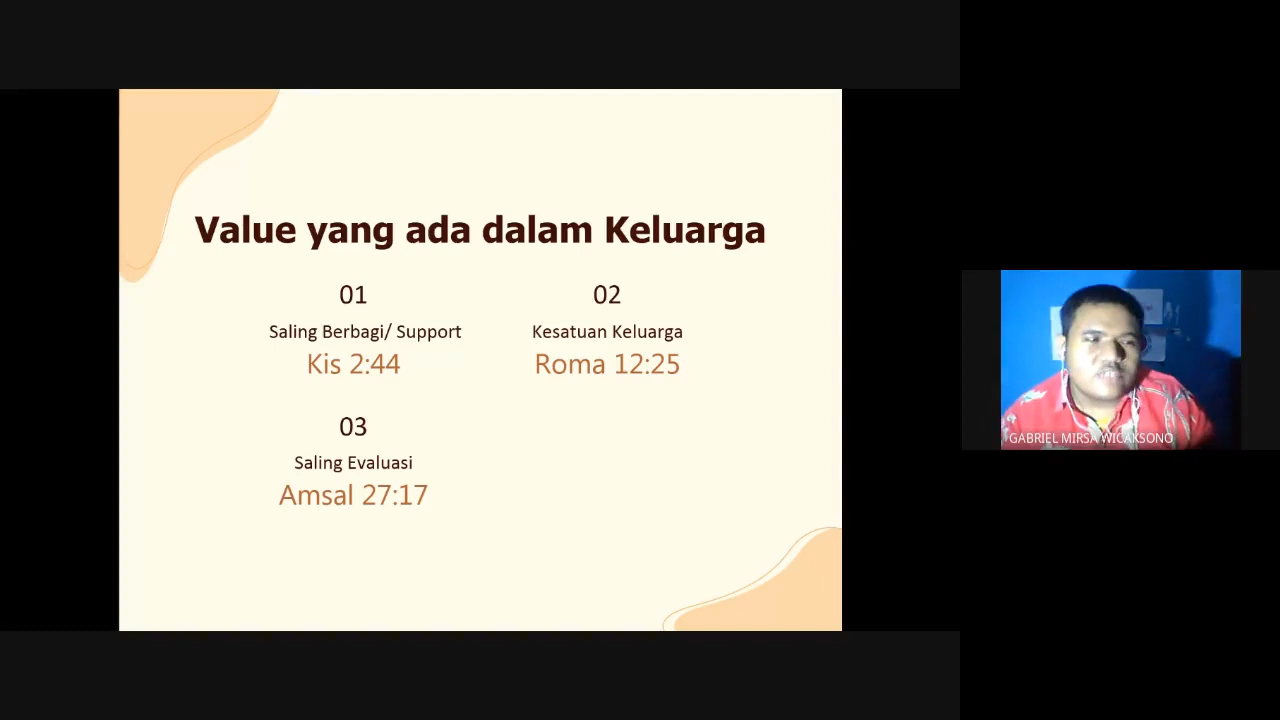 Value yang ada dalam Keluarga
01
Saling Berbagi/ Support
Kis 2:44
02
Kesatuan Keluarga
Roma 12:25
03
Saling Evaluasi
Amsal 27:17
GABRIEL MIRSA WICAKSONO